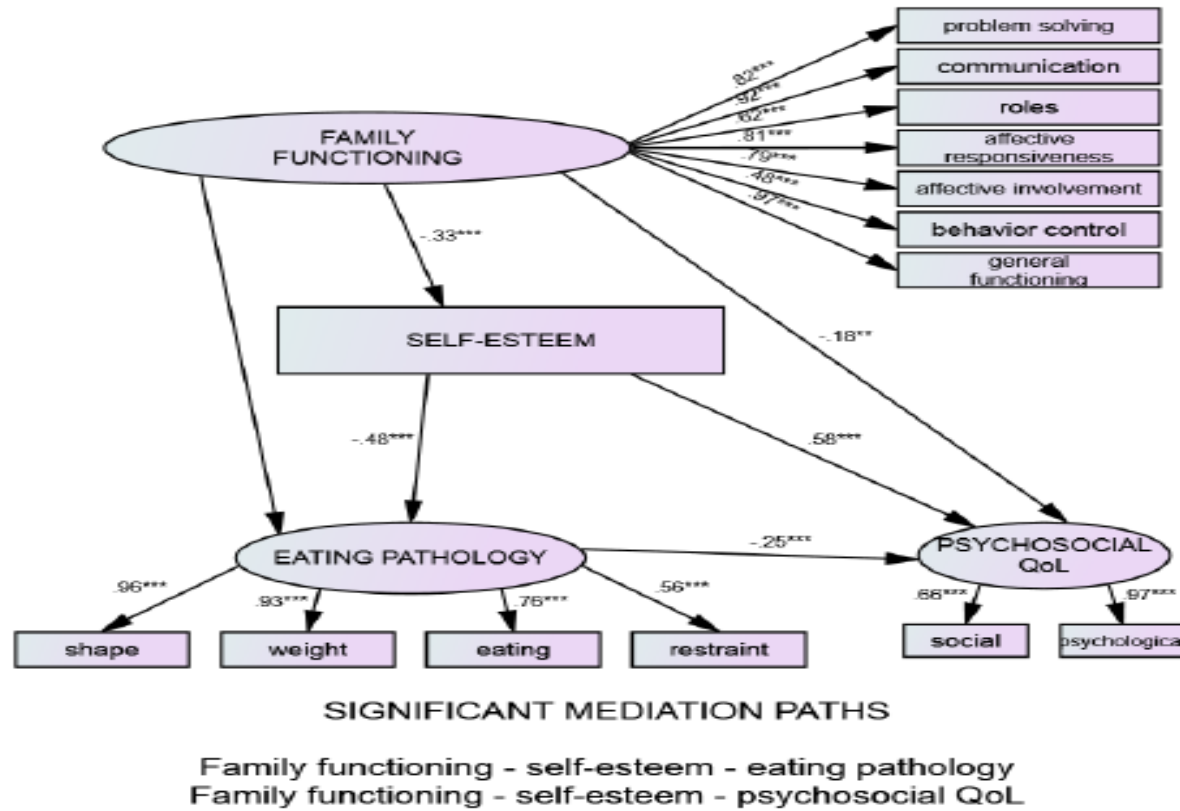 problem solving
.82***
communication
.92***
roles
.62***
FAMILY
FUNCTIONING
.81***
affective
responsiveness
.79***
affective involvement
.48***
behavior control
.97***
general
functioning
-.33***
SELF-ESTEEM
-.18**
-.48***
.58***
EATING PATHOLOGY
-.25***
PSYCHOSOCIAL
QoL
.96***
.93***
.76***
.56***
.66***
.97***
shape
weight
eating
restraint
social
psychologica
SIGNIFICANT MEDIATION PATHS
Family functioning - self-esteem - eating pathology
Family functioning - self-esteem - psychosocial QoL